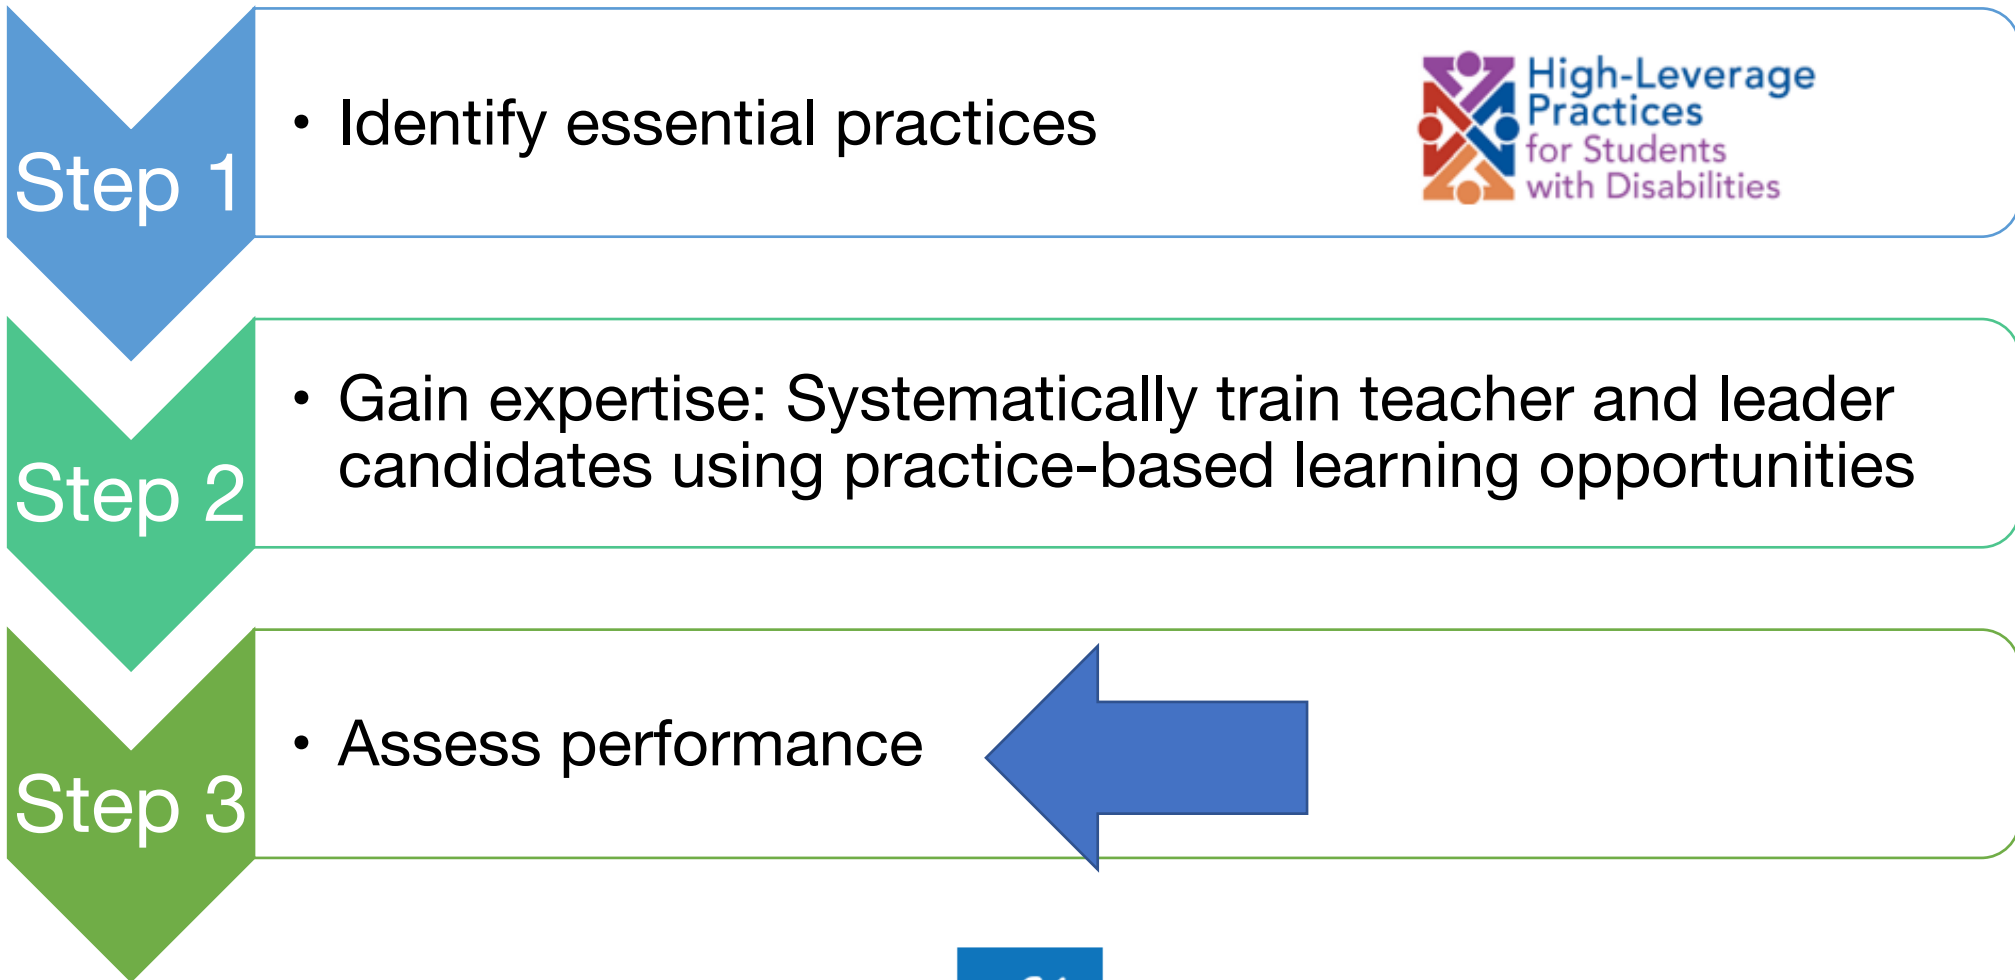 Step 1
• Identify essential practices
High-Leverage
Practices
for Students
with Disabilities
Step 2
• Gain expertise: Systematically train teacher and leader
candidates using practice-based learning opportunities
Step 3
• Assess performance